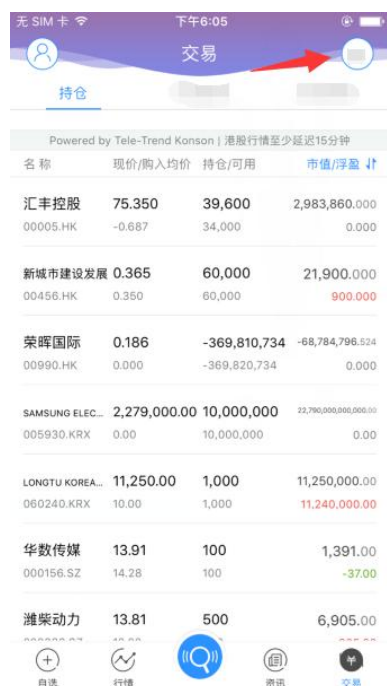 无 SIM 卡 下午6:05
交易
持仓
Powered by Tele-Trend Konson | 港股行情至少延迟15分钟
名称 现价/购入均价 持仓/可用 市值/浮盈
汇丰控股 75.350 39,600 2,983,860.000
00005.HK -0.687 34,000 0.000
新城市建设发展 0.365 60,000 21,900.000
00456.HK 0.350 60,000 900.000
荣晖国际 0.186 -369,810,734 -68,784,796.524
00990.HK 0.000 -369,820,734 0.000
SAMSUNG ELEC... 2,279,000.00 10,000,000 22,790,000,000,000.00
005930.KRX 0.00 10,000,000 0.00
LONGTU KOREA... 11,250.00 1,000 11,250,000.00
060240.KRX 10.00 1,000 11,240,000.00
华数传媒 13.91 100 1,391.00
000156.SZ 14.28 100 -37.00
潍柴动力 13.81 500 6,905.00
自选 行情 资讯 交易